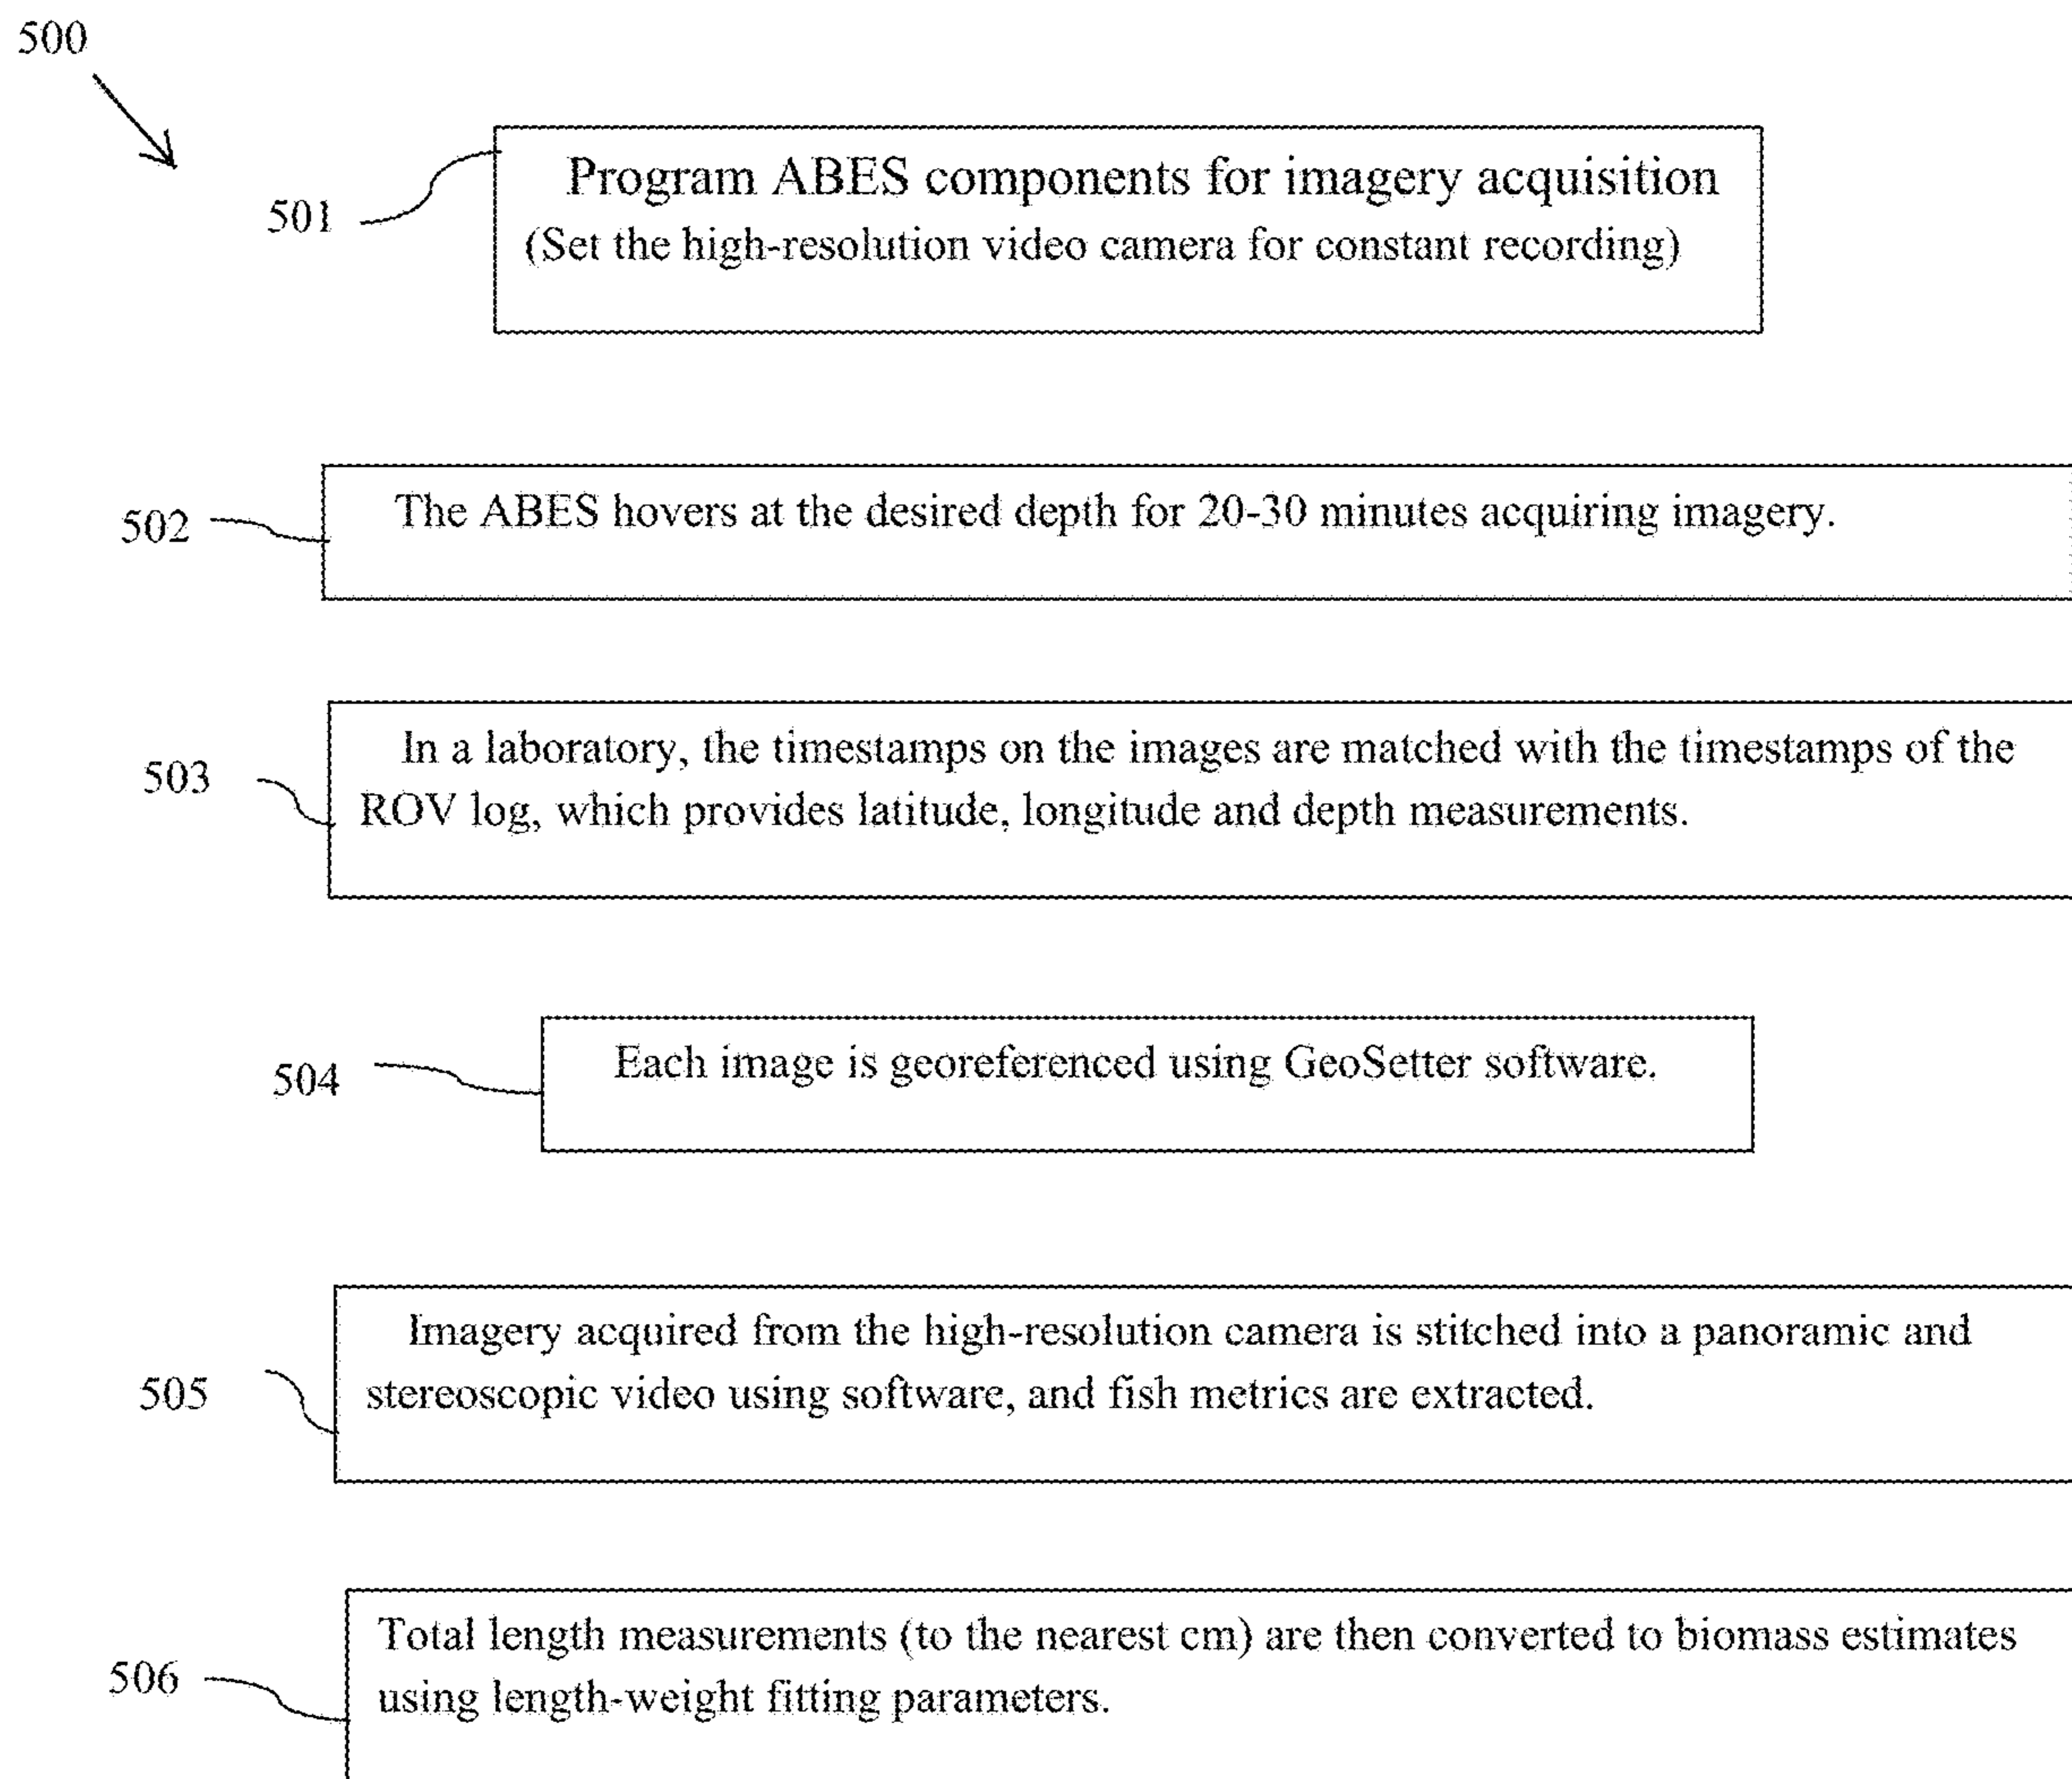 500
501
Program ABES components for imagery acquisition
(Set the high-resolution video camera for constant recording)
502
The ABES hovers at the desired depth for 20-30 minutes acquiring imagery.
503
In a laboratory, the timestamps on the images are matched with the timestamps of the
ROV log, which provides latitude, longitude and depth measurements.
504
Each image is georeferenced using GeoSetter software.
505
Imagery acquired from the high-resolution camera is stitched into a panoramic and
stereoscopic video using software, and fish metrics are extracted.
506
Total length measurements (to the nearest cm) are then converted to biomass estimates
using length-weight fitting parameters.